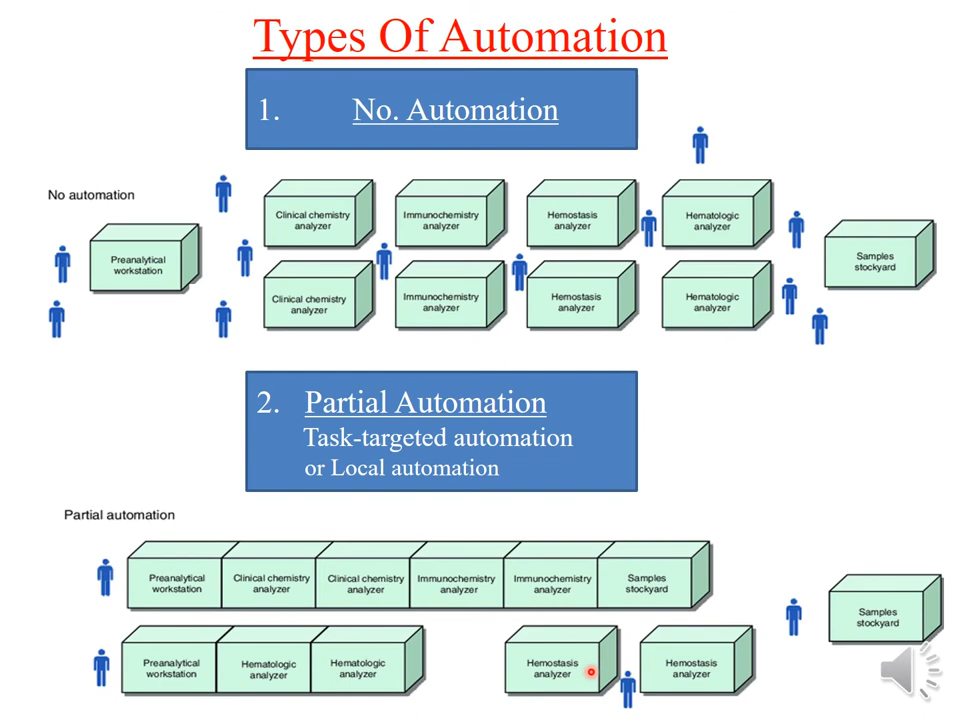 Types Of Automation
1. No. Automation
No automation
Preanalytical
workstation
Clinical chemistry
analyzer
Immunochemistry
analyzer
Hemostasis
analyzer
Hematologic
analyzer
Clinical chemistry
analyzer
Immunochemistry
analyzer
Hemostasis
analyzer
Hematologic
analyzer
Samples
stockyard
2. Partial Automation
Task-targeted automation
or Local automation
Partial automation
Preanalytical
workstation
Clinical chemistry
analyzer
Clinical chemistry
analyzer
Immunochemistry
analyzer
Immunochemistry
analyzer
Samples
stockyard
Samples
stockyard
Preanalytical
workstation
Hematologic
analyzer
Hematologic
analyzer
Hemostasis
analyzer
Hemostasis
analyzer